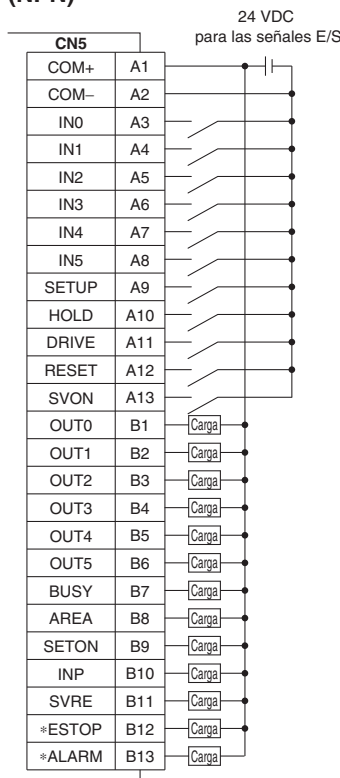 (NPN)
24 VDC
para las señales E/S
CN5
COM+ A1
COM− A2
IN0 A3
IN1 A4
IN2 A5
IN3 A6
IN4 A7
IN5 A8
SETUP A9
HOLD A10
DRIVE A11
RESET A12
SVON A13
OUT0 B1 Carga
OUT1 B2 Carga
OUT2 B3 Carga
OUT3 B4 Carga
OUT4 B5 Carga
OUT5 B6 Carga
BUSY B7 Carga
AREA B8 Carga
SETON B9 Carga
INP B10 Carga
SVRE B11 Carga
*ESTOP B12 Carga
*ALARM B13 Carga